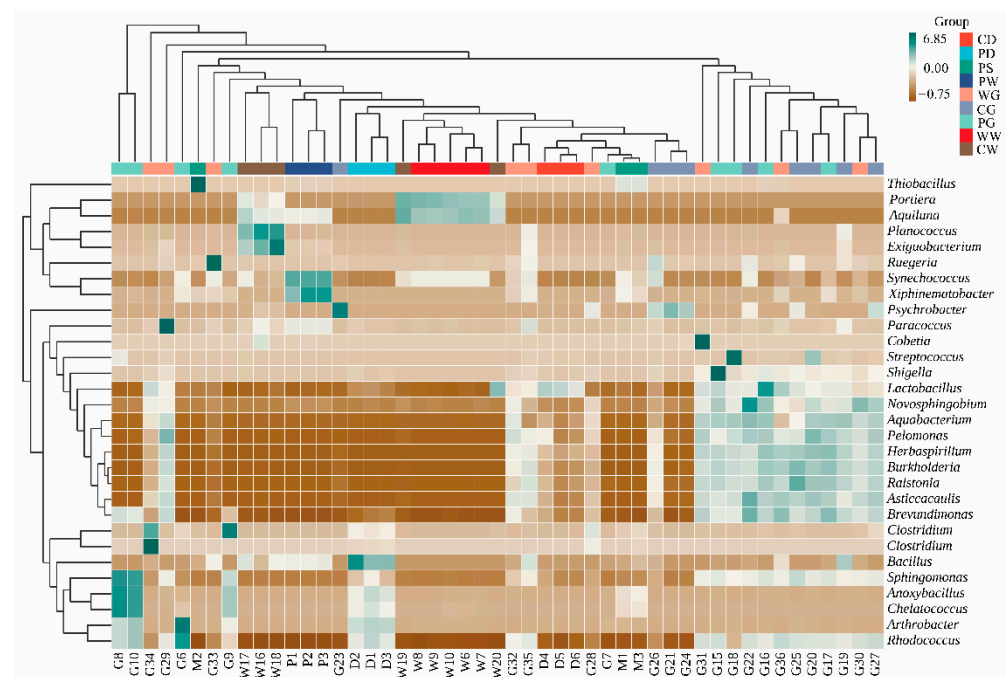 Group
6.85
0.00
−0.75
CD
PD
PS
PW
WG
CG
PG
WW
CW
Thiobacillus
Portiera
Aquiluna
Planococcus
Exiguobacterium
Ruegeria
Synechococcus
Xiphinematobacter
Psychrobacter
Paracoccus
Cobetia
Streptococcus
Shigella
Lactobacillus
Novosphingobium
Aquabacterium
Pelomonas
Herbaspirillum
Burkholderia
Ralstonia
Asticcacaulis
Brevundimonas
Clostridium
Clostridium
Bacillus
Sphingomonas
Anoxybacillus
Chelatococcus
Arthrobacter
Rhodococcus
G8 G10 G34 G29 G6 M2 G33 G9 W17 W16 W18 P1 P2 P3 G23 D2 D1 D3 W19 W8 W9 W10 W6 W7 W20 G32 G35 D4 D5 D6 G28 G7 M1 M3 G26 G21 G24 G31 G15 G18 G22 G16 G36 G25 G20 G17 G19 G30 G27